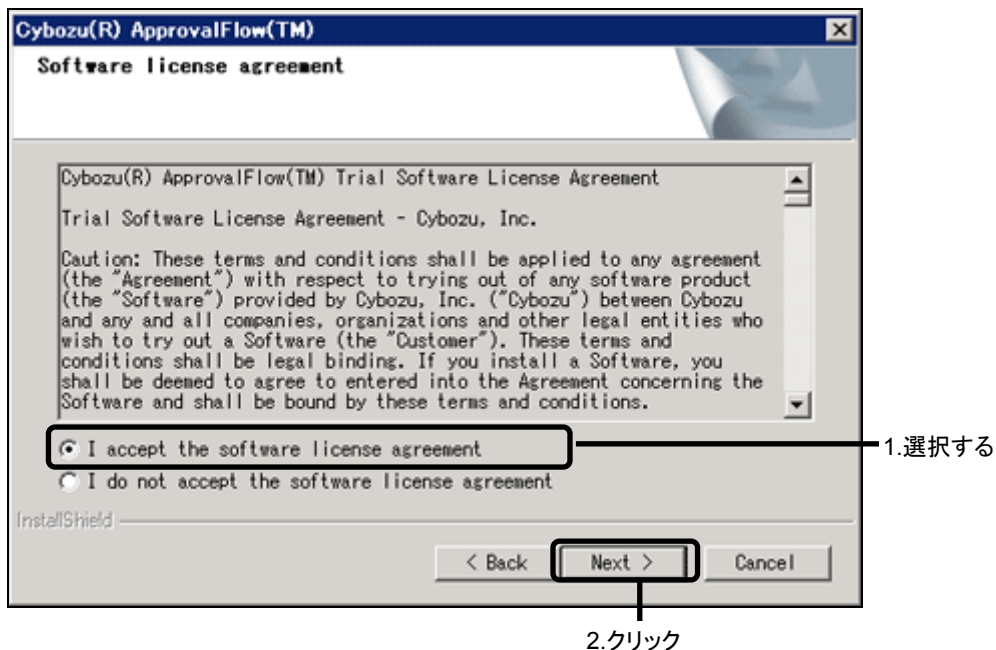 Cybozu(R) ApprovalFlow(TM)
Software license agreement
Cybozu(R) ApprovalFlow(TM) Trial Software License Agreement
Trial Software License Agreement - Cybozu, Inc.
Caution: These terms and conditions shall be applied to any agreement
(the "Agreement") with respect to trying out of any software product
(the "Software") provided by Cybozu, Inc. ("Cybozu") between Cybozu
and any and all companies, organizations and other legal entities who
wish to try out a Software (the "Customer"). These terms and
conditions shall be legal binding. If you install a Software, you
shall be deemed to agree to entered into the Agreement concerning the
Software and shall be bound by these terms and conditions.
I accept the software license agreement
1.選択する
I do not accept the software license agreement
InstallShield
< Back
Next >
Cancel
2.クリック